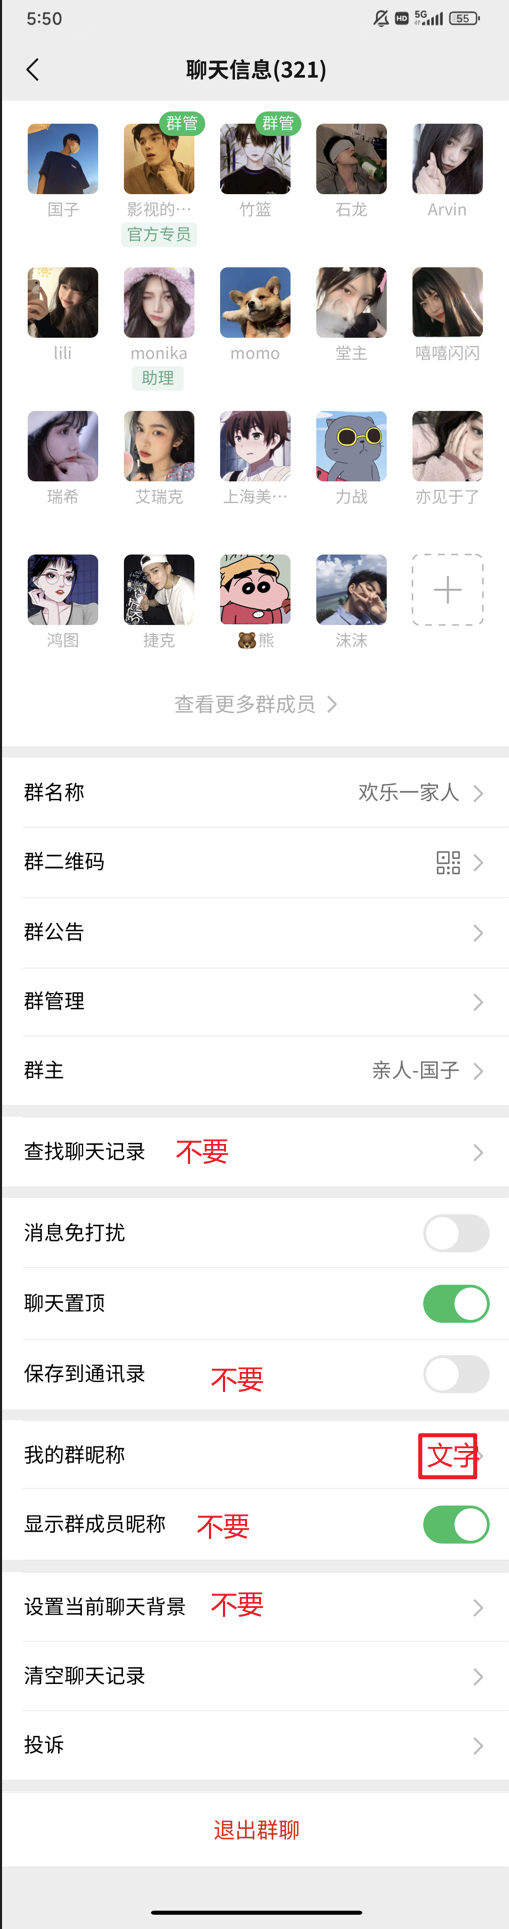 5:50
HD 5G 55
聊天信息(321)
群管 群管
国子 影视的… 竹篮 石龙 Arvin
官方专员
lili monika momo 堂主 嘻嘻闪闪
助理
瑞希 艾瑞克 上海美… 力战 亦见于了
鸿图 捷克 🐻熊 沫沫
查看更多群成员
群名称 欢乐一家人
群二维码
群公告
群管理
群主 亲人-国子
查找聊天记录 不要
消息免打扰
聊天置顶
保存到通讯录 不要
我的群昵称 文字
显示群成员昵称 不要
设置当前聊天背景 不要
清空聊天记录
投诉
退出群聊